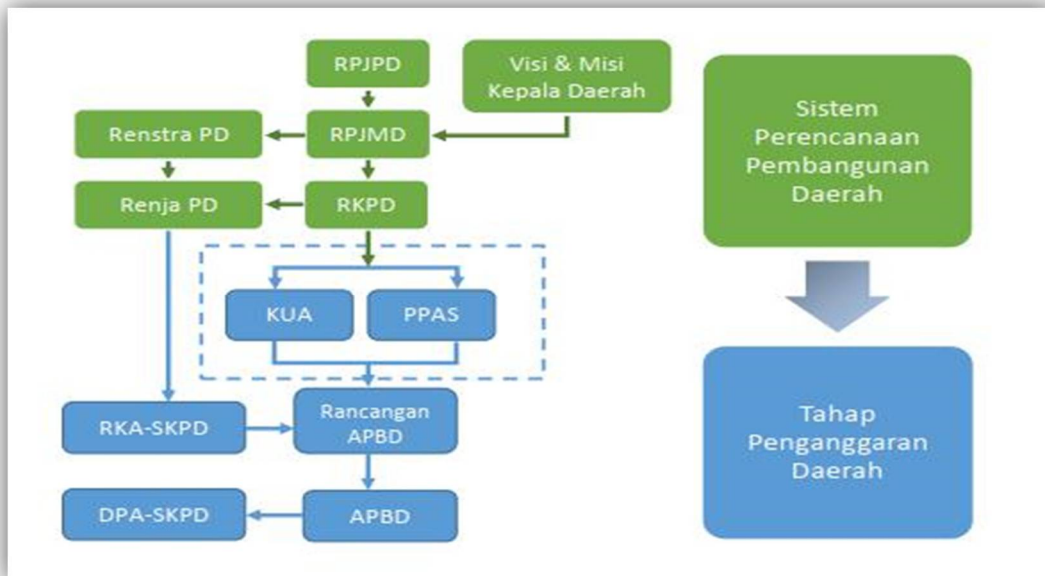 RPJPD
Visi & Misi
Kepala Daerah
Renstra PD
RPJMD
Renja PD
RKPD
KUA
PPAS
RKA-SKPD
Rancangan
APBD
DPA-SKPD
APBD
Sistem
Perencanaan
Pembangunan
Daerah
Tahap
Penganggaran
Daerah